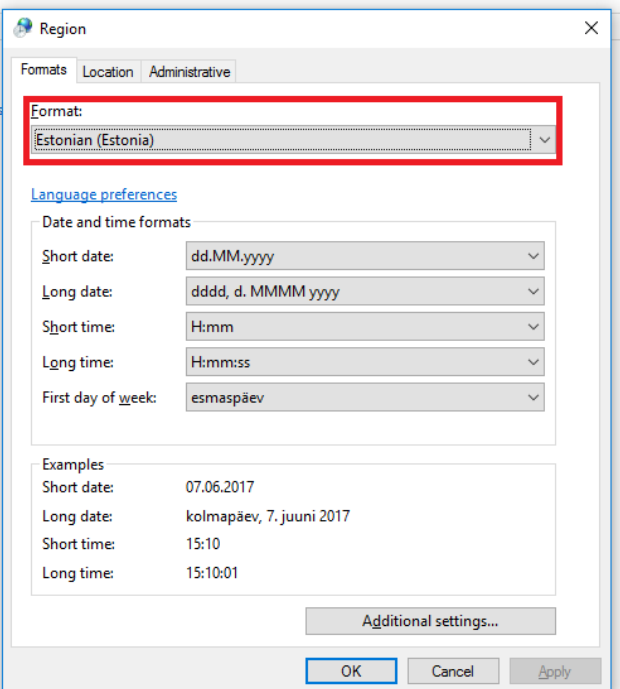 Region
Formats Location Administrative
Format:
Estonian (Estonia)
Language preferences
Date and time formats
Short date: dd.MM.yyyy
Long date: dddd, d. MMMM yyyy
Short time: H:mm
Long time: H:mm:ss
First day of week: esmaspäev
Examples
Short date: 07.06.2017
Long date: kolmapäev, 7. juuni 2017
Short time: 15:10
Long time: 15:10:01
Additional settings...
OK Cancel Apply